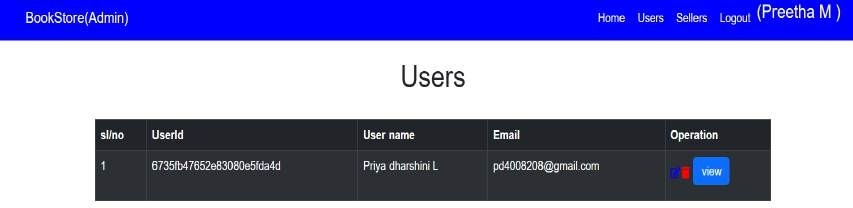 BookStore(Admin) Home Users Sellers Logout (Preetha M )
Users
sl/no UserId User name Email Operation
1 6735fb47652e83080e5fda4d Priya dharshini L pd4008208@gmail.com view